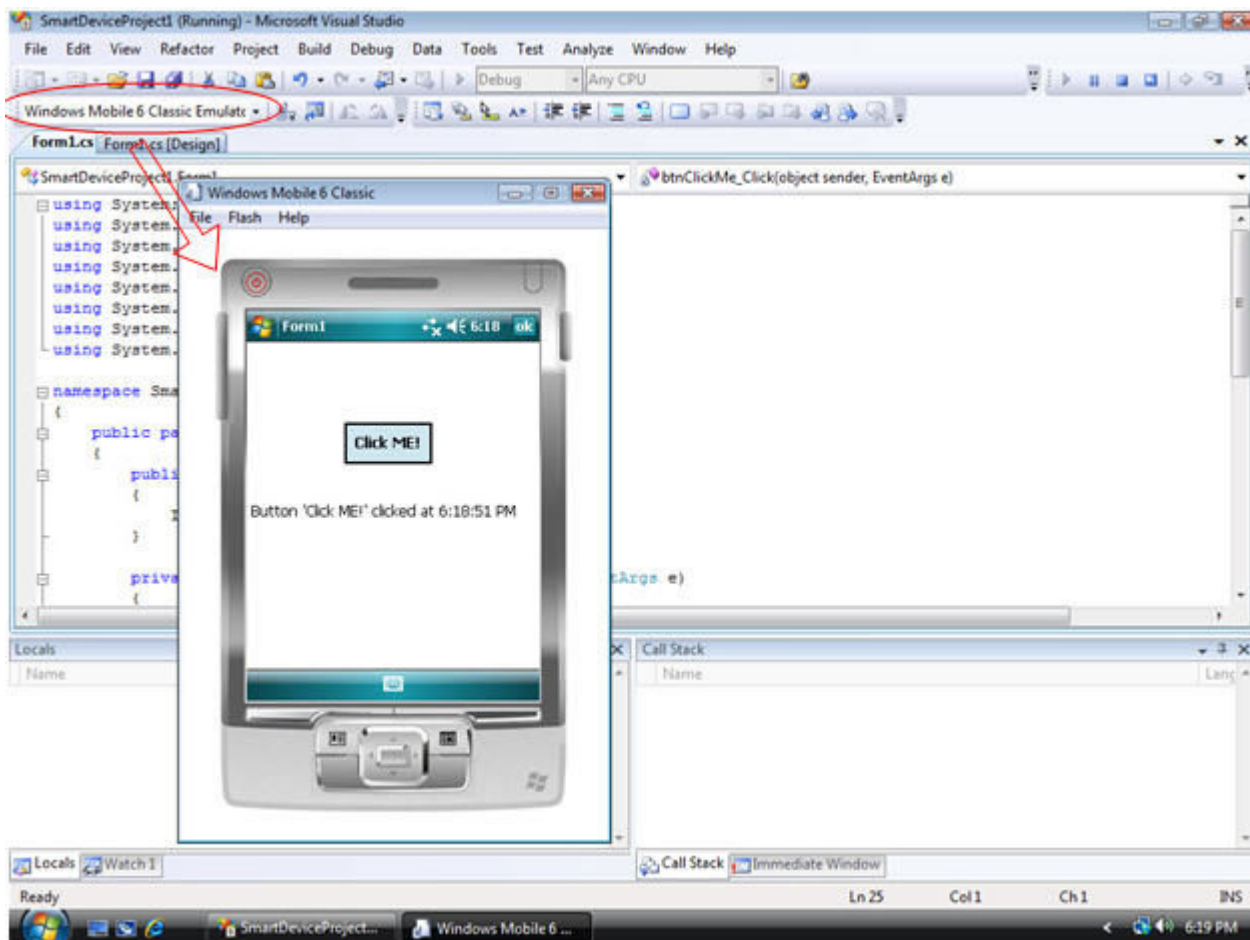 SmartDeviceProject1 (Running) - Microsoft Visual Studio
File Edit View Refactor Project Build Debug Data Tools Test Analyze Window Help
Debug Any CPU
Windows Mobile 6 Classic Emulatc
Form1.cs Form1.cs [Design]
SmartDeviceProject1.Form1 btnClickMe_Click(object sender, EventArgs e)
Windows Mobile 6 Classic
File Flash Help
using System;
using System.
using System.
using System.
using System.
using System.
using System.
using System.
namespace Sma
{
public pa
{
publi
{
}
priva
tArgs e)
{
Form1 6:18 ok
Click ME!
Button 'Click ME!' clicked at 6:18:51 PM
Locals
Name
Call Stack
Name Lang
Locals Watch 1
Call Stack Immediate Window
Ready Ln 25 Col 1 Ch 1 INS
SmartDeviceProject... Windows Mobile 6 ... 6:19 PM